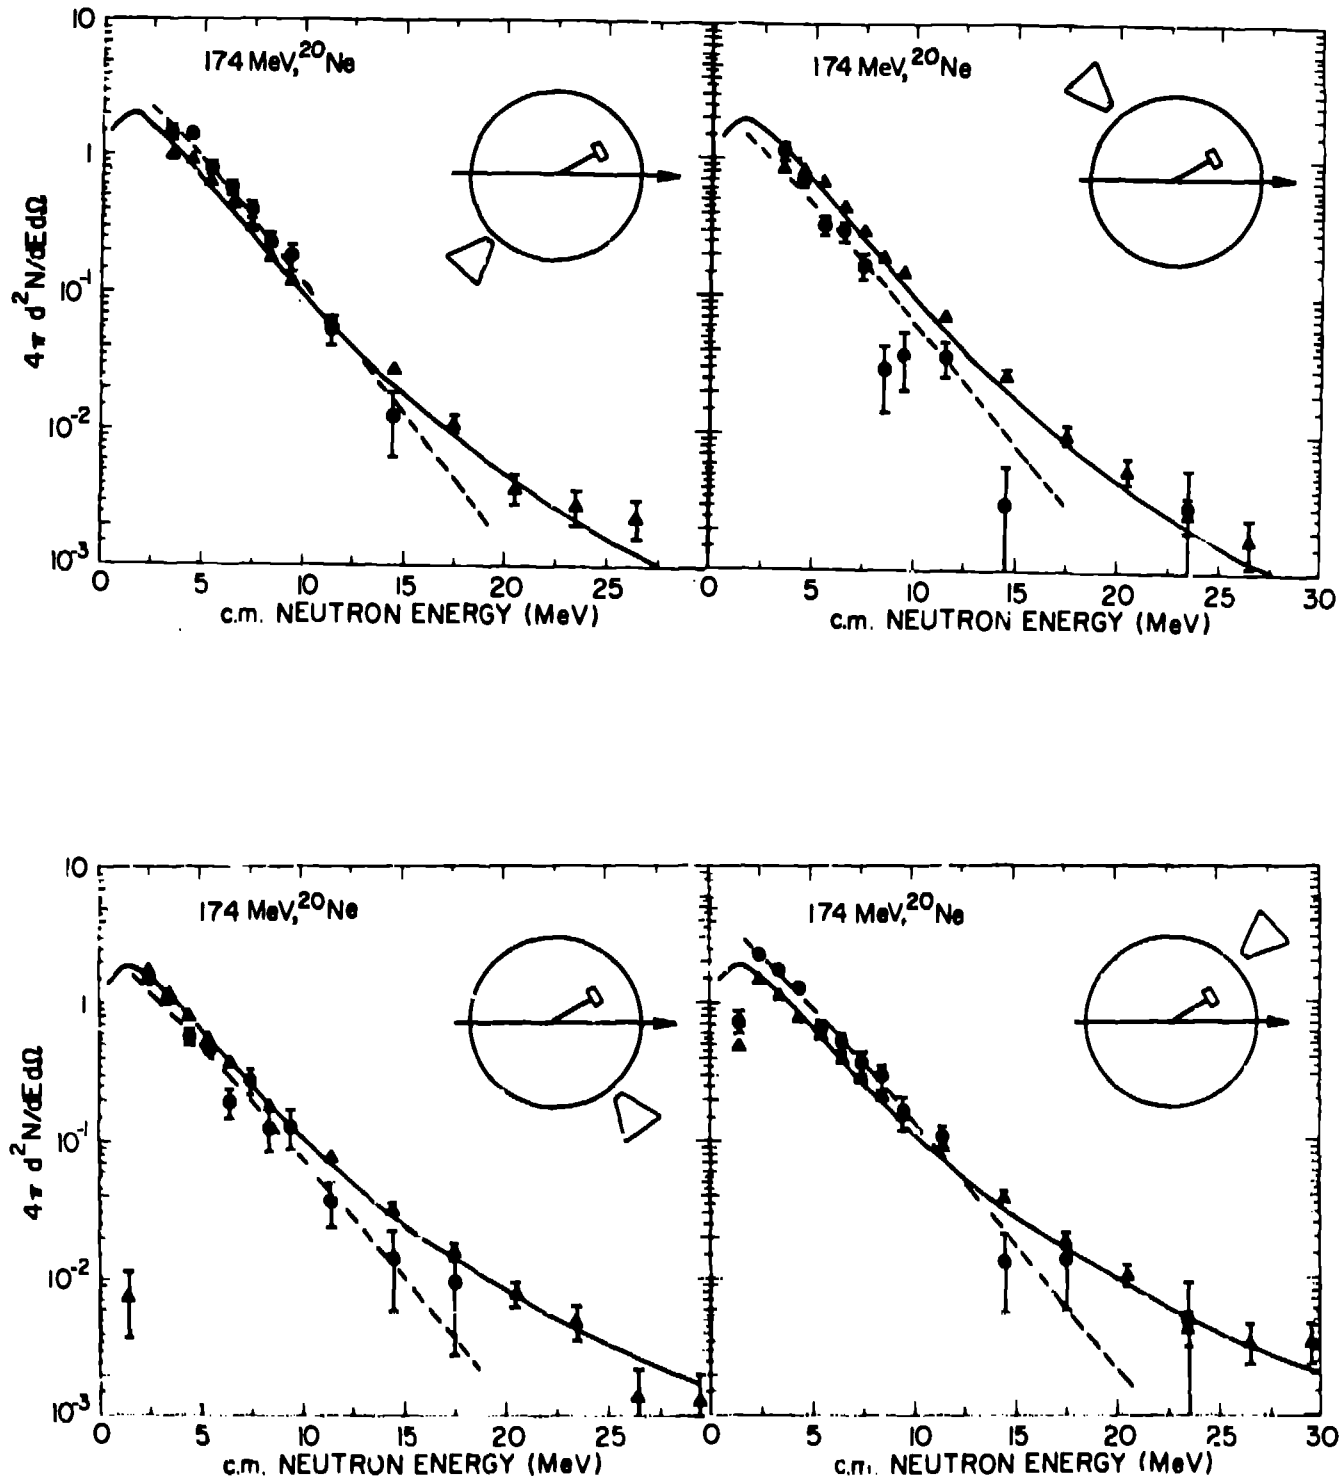 174 MeV, ²⁰Ne
174 MeV, ²⁰Ne
10
1
10⁻¹
10⁻²
10⁻³
4π d²N/dEdΩ
0 5 10 15 20 25
0 5 10 15 20 25 30
c.m. NEUTRON ENERGY (MeV)
c.m. NEUTRON ENERGY (MeV)
174 MeV, ²⁰Ne
174 MeV, ²⁰Ne
10
1
10⁻¹
10⁻²
10⁻³
4π d²N/dEdΩ
0 5 10 15 20 25
0 5 10 15 20 25 30
c.m. NEUTRON ENERGY (MeV)
c.m. NEUTRON ENERGY (MeV)